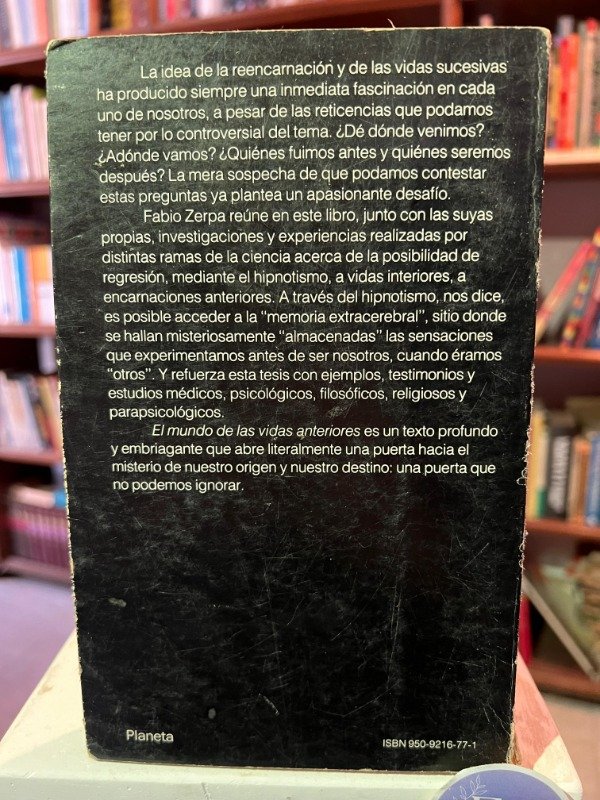 La idea de la reencarnación y de las vidas sucesivas
ha producido siempre una inmediata fascinación en cada
uno de nosotros, a pesar de las reticencias que podamos
tener por lo controversial del tema. ¿Dé dónde venimos?
¿Adónde vamos? ¿Quiénes fuimos antes y quiénes seremos
después? La mera sospecha de que podamos contestar
estas preguntas ya plantea un apasionante desafío.
Fabio Zerpa reúne en este libro, junto con las suyas
propias, investigaciones y experiencias realizadas por
distintas ramas de la ciencia acerca de la posibilidad de
regresión, mediante el hipnotismo, a vidas interiores, a
encarnaciones anteriores. A través del hipnotismo, nos dice,
es posible acceder a la "memoria extracerebral", sitio donde
se hallan misteriosamente "almacenadas" las sensaciones
que experimentamos antes de ser nosotros, cuando éramos
"otros". Y refuerza esta tesis con ejemplos, testimonios y
estudios médicos, psicológicos, filosóficos, religiosos y
parapsicológicos.
El mundo de las vidas anteriores es un texto profundo
y embriagante que abre literalmente una puerta hacia el
misterio de nuestro origen y nuestro destino: una puerta que
no podemos ignorar.
Planeta
ISBN 950-9216-77-1